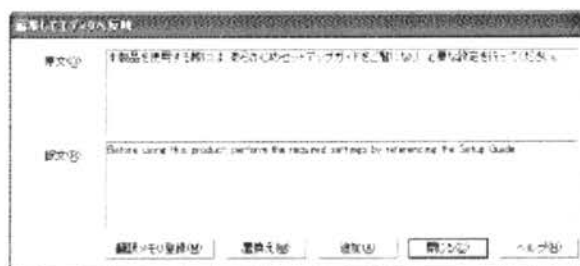 編集してエディタへ反映
原文(O)
本製品を使用する際には、あらかじめセットアップガイドをご覧になり、必要な設定を行ってください。
訳文(R)
Before using this product perform the required settings by referencing the Setup Guide
翻訳メモリ登録(M) 置換え(W) 追加(A) 閉じる(C) ヘルプ(H)